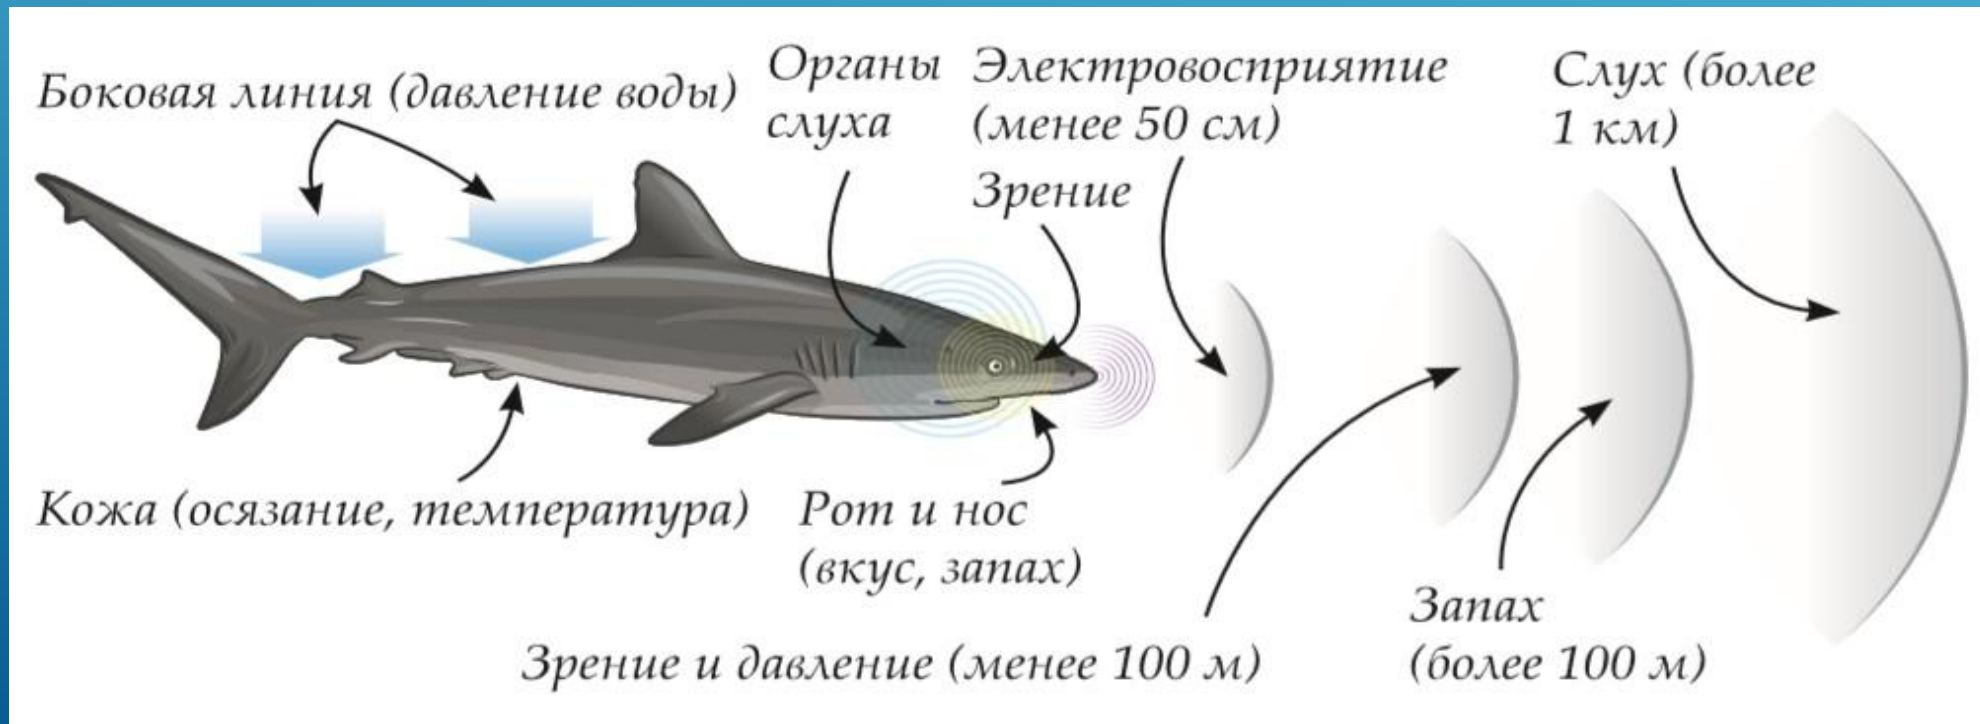 Боковая линия (давление воды)
Органы
слуха
Электровосприятие
(менее 50 см)
Зрение
Слух (более
1 км)
Кожа (осязание, температура)
Рот и нос
(вкус, запах)
Зрение и давление (менее 100 м)
Запах
(более 100 м)